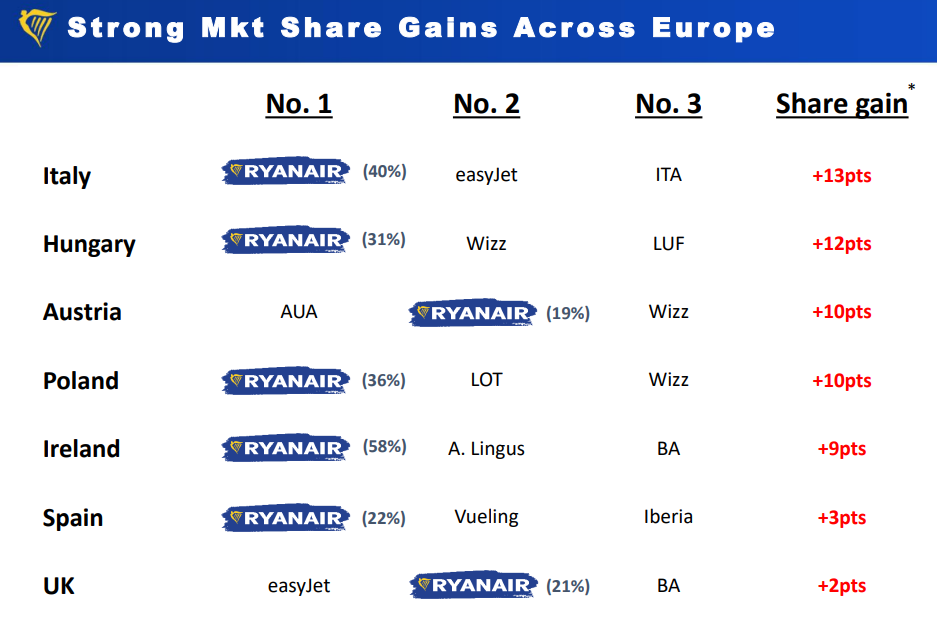 Strong Mkt Share Gains Across Europe
No. 1 No. 2 No. 3 Share gain*
Italy RYANAIR (40%) easyJet ITA +13pts
Hungary RYANAIR (31%) Wizz LUF +12pts
Austria AUA RYANAIR (19%) Wizz +10pts
Poland RYANAIR (36%) LOT Wizz +10pts
Ireland RYANAIR (58%) A. Lingus BA +9pts
Spain RYANAIR (22%) Vueling Iberia +3pts
UK easyJet RYANAIR (21%) BA +2pts